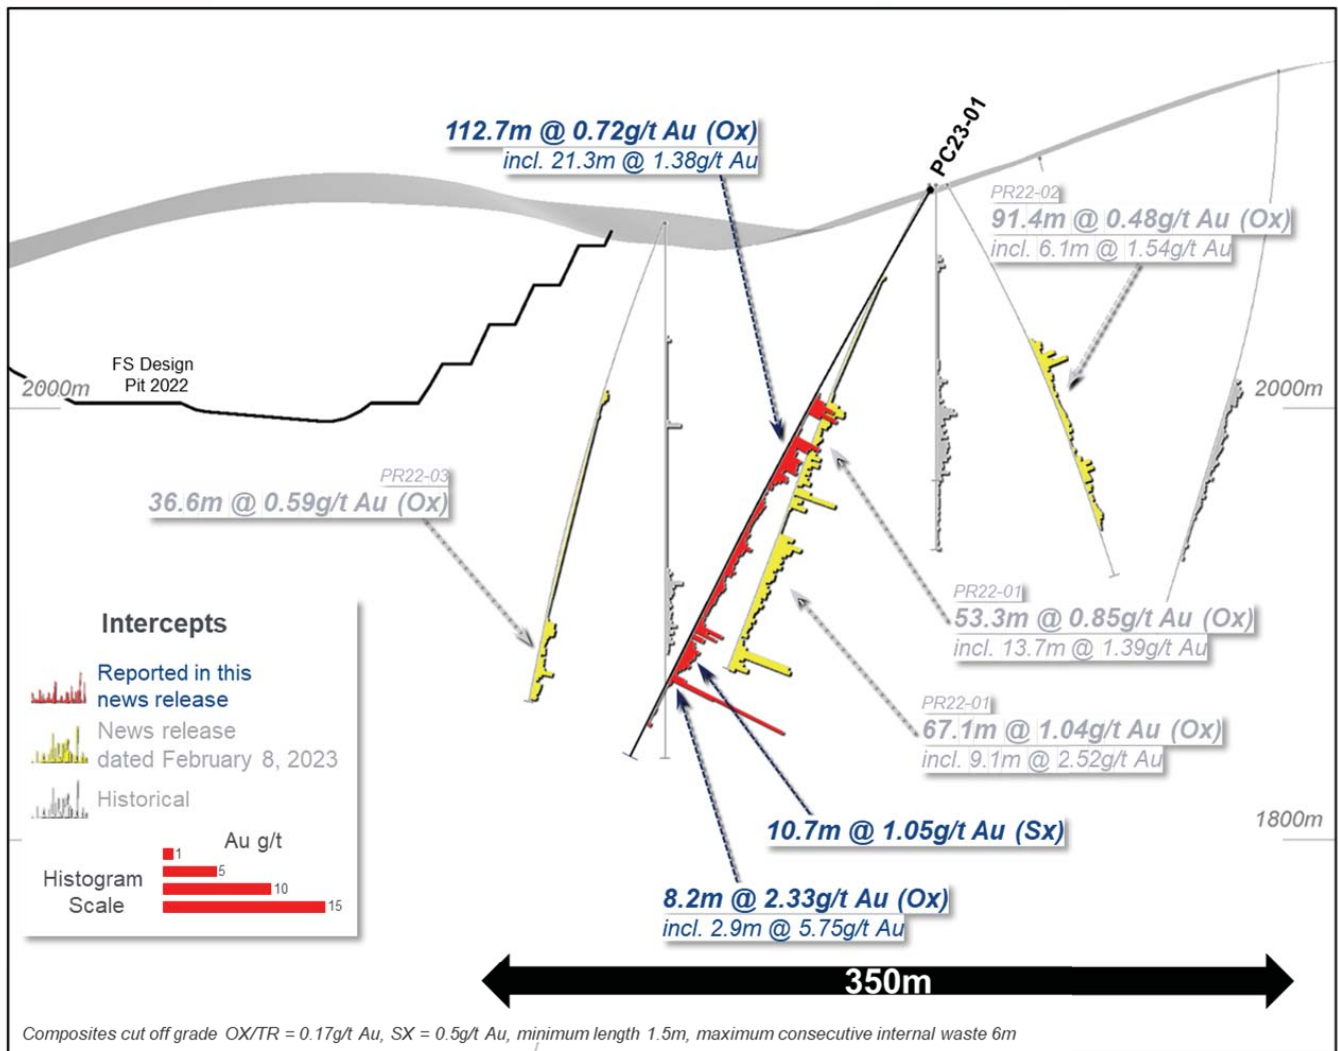 PC23-01
112.7m @ 0.72g/t Au (Ox)
incl. 21.3m @ 1.38g/t Au
PR22-02
91.4m @ 0.48g/t Au (Ox)
incl. 6.1m @ 1.54g/t Au
FS Design
Pit 2022
2000m
2000m
PR22-03
36.6m @ 0.59g/t Au (Ox)
PR22-01
53.3m @ 0.85g/t Au (Ox)
incl. 13.7m @ 1.39g/t Au
PR22-01
67.1m @ 1.04g/t Au (Ox)
incl. 9.1m @ 2.52g/t Au
Intercepts
Reported in this
news release
News release
dated February 8, 2023
Historical
Au g/t
Histogram
Scale
1
5
10
15
1800m
10.7m @ 1.05g/t Au (Sx)
8.2m @ 2.33g/t Au (Ox)
incl. 2.9m @ 5.75g/t Au
350m
Composites cut off grade OX/TR = 0.17g/t Au, SX = 0.5g/t Au, minimum length 1.5m, maximum consecutive internal waste 6m